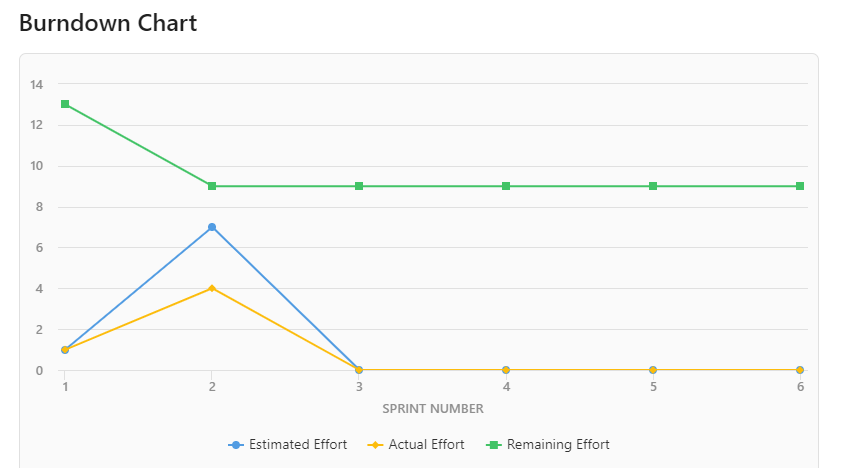 Burndown Chart
14
12
10
8
6
4
2
0
1 2 3 4 5 6
SPRINT NUMBER
Estimated Effort Actual Effort Remaining Effort